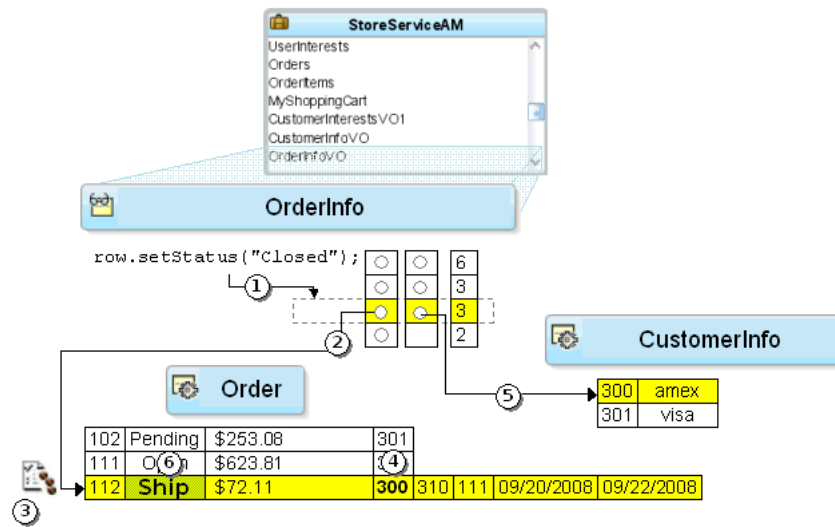 StoreServiceAM
UserInterests
Orders
OrderItems
MyShoppingCart
CustomerInterestsVO1
CustomerInfoVO
OrderInfoVO
OrderInfo
row.setStatus("Closed");
6
1
3
3
2
2
CustomerInfo
Order
5
300 amex
301 visa
102 Pending $253.08 301
111 6 $623.81 4
112 Ship $72.11 300 310 111 09/20/2008 09/22/2008
3